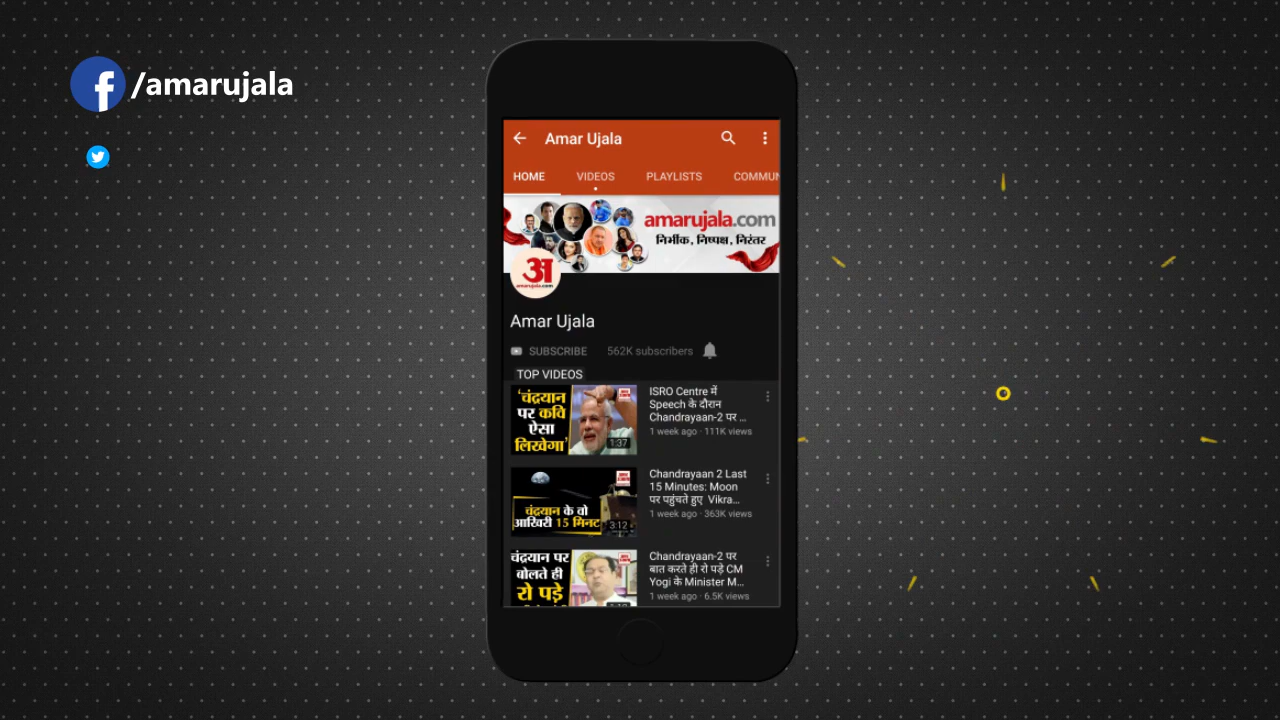 /amarujala
Amar Ujala
HOME VIDEOS PLAYLISTS COMMUN
amarujala.com
निर्भीक, निष्पक्ष, निरंतर
अ
amarujala.com
Amar Ujala
SUBSCRIBE 562K subscribers
TOP VIDEOS
'चंद्रयान
पर कवि
ऐसा
लिखेगा'
1:37
ISRO Centre में
Speech के दौरान
Chandrayaan-2 पर ...
1 week ago · 111K views
चंद्रयान के वो
आखिरी 15 मिनट
3:12
Chandrayaan 2 Last
15 Minutes: Moon
पर पहुंचते हुए Vikra...
1 week ago · 363K views
चंद्रयान पर
बोलते ही
रो पड़े
Chandrayaan-2 पर
बात करते ही रो पड़े CM
Yogi के Minister M...
1 week ago · 6.5K views